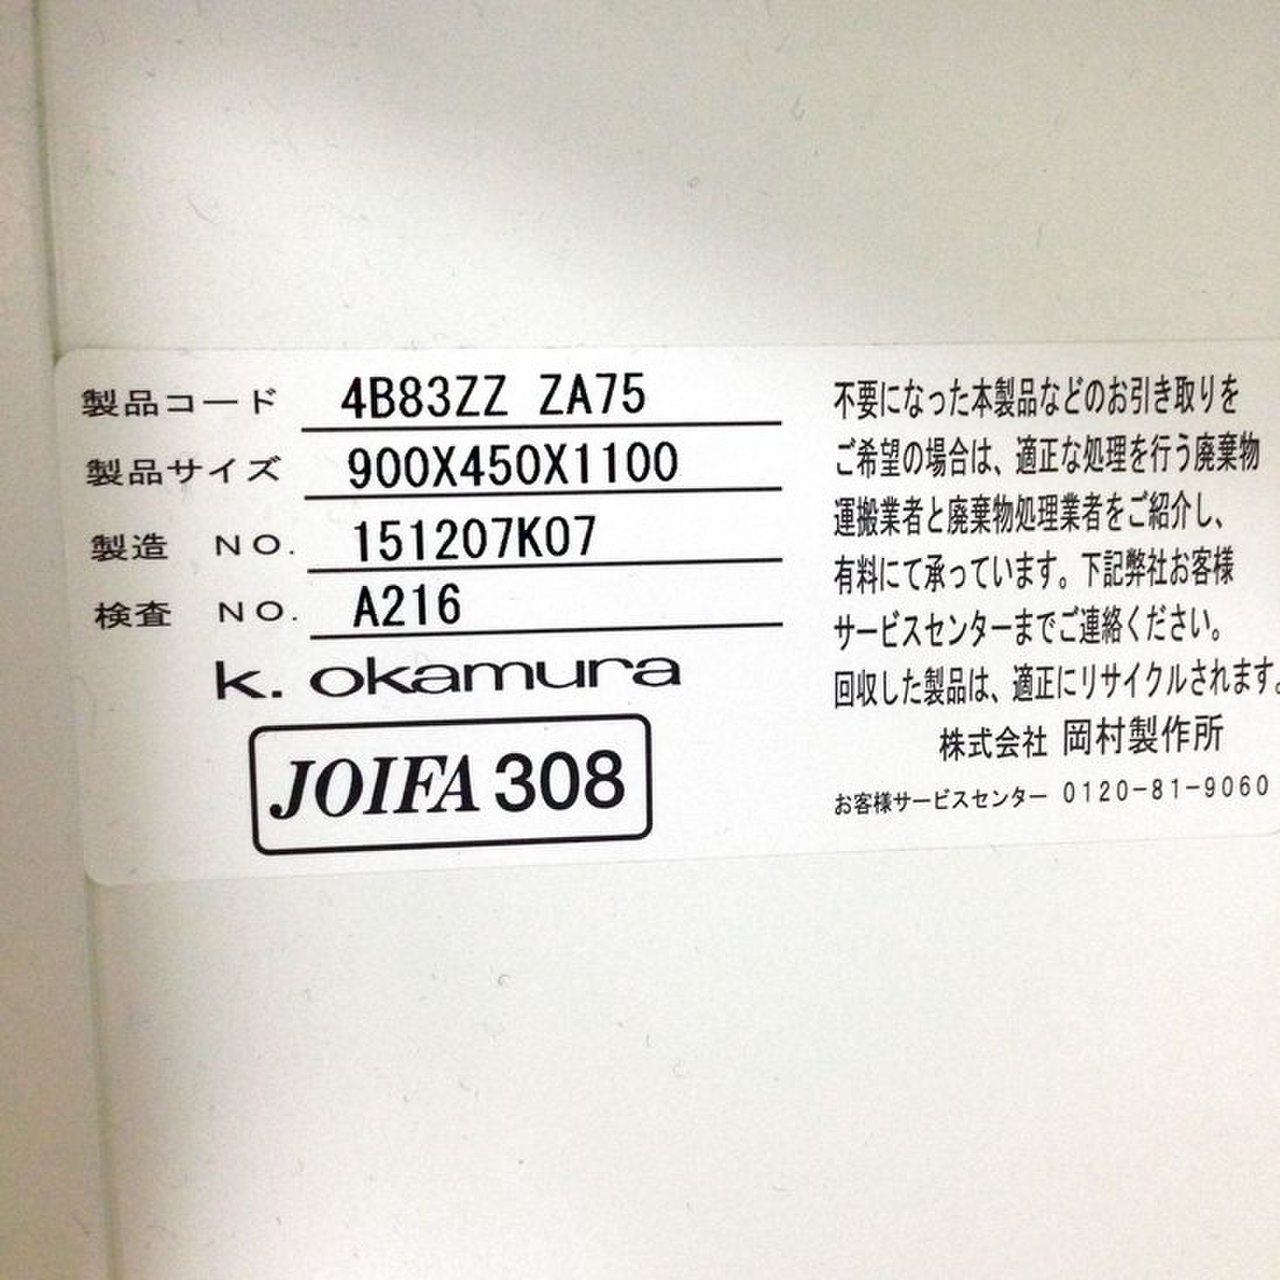 製品コード 4B83ZZ ZA75
製品サイズ 900X450X1100
製造 NO. 151207K07
検査 NO. A216
k. okamura
JOIFA 308
不要になった本製品などのお引き取りを
ご希望の場合は、適正な処理を行う廃棄物
運搬業者と廃棄物処理業者をご紹介し、
有料にて承っています。下記弊社お客様
サービスセンターまでご連絡ください。
回収した製品は、適正にリサイクルされます。
株式会社 岡村製作所
お客様サービスセンター 0120-81-9060